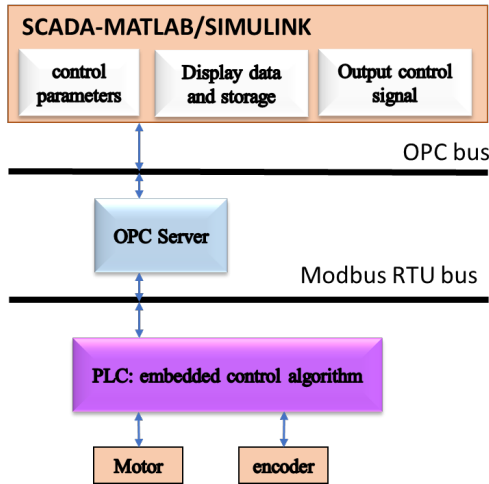 SCADA-MATLAB/SIMULINK
control
parameters
Display data
and storage
Output control
signal
OPC bus
OPC Server
Modbus RTU bus
PLC: embedded control algorithm
Motor
encoder